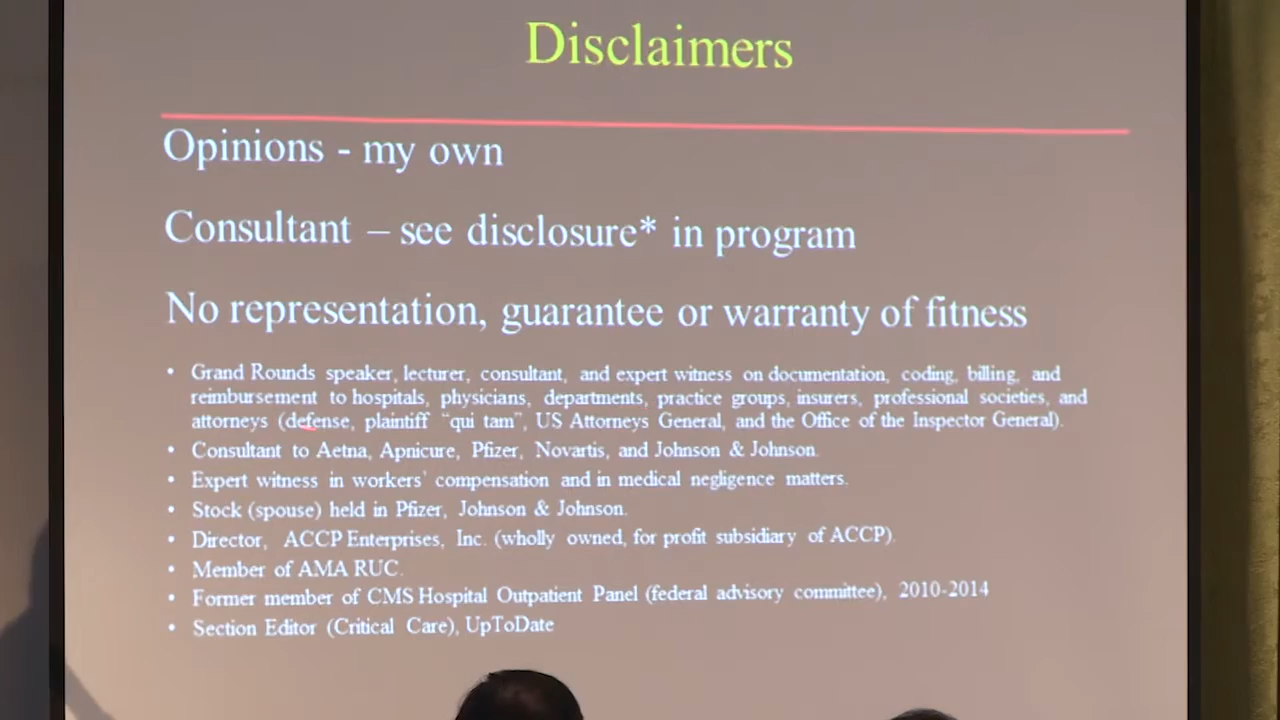 Disclaimers
Opinions - my own
Consultant – see disclosure* in program
No representation, guarantee or warranty of fitness
• Grand Rounds speaker, lecturer, consultant, and expert witness on documentation, coding, billing, and
reimbursement to hospitals, physicians, departments, practice groups, insurers, professional societies, and
attorneys (defense, plaintiff "qui tam", US Attorneys General, and the Office of the Inspector General).
• Consultant to Aetna, Apnicure, Pfizer, Novartis, and Johnson & Johnson.
• Expert witness in workers' compensation and in medical negligence matters.
• Stock (spouse) held in Pfizer, Johnson & Johnson.
• Director, ACCP Enterprises, Inc. (wholly owned, for profit subsidiary of ACCP).
• Member of AMA RUC.
• Former member of CMS Hospital Outpatient Panel (federal advisory committee), 2010-2014
• Section Editor (Critical Care), UpToDate